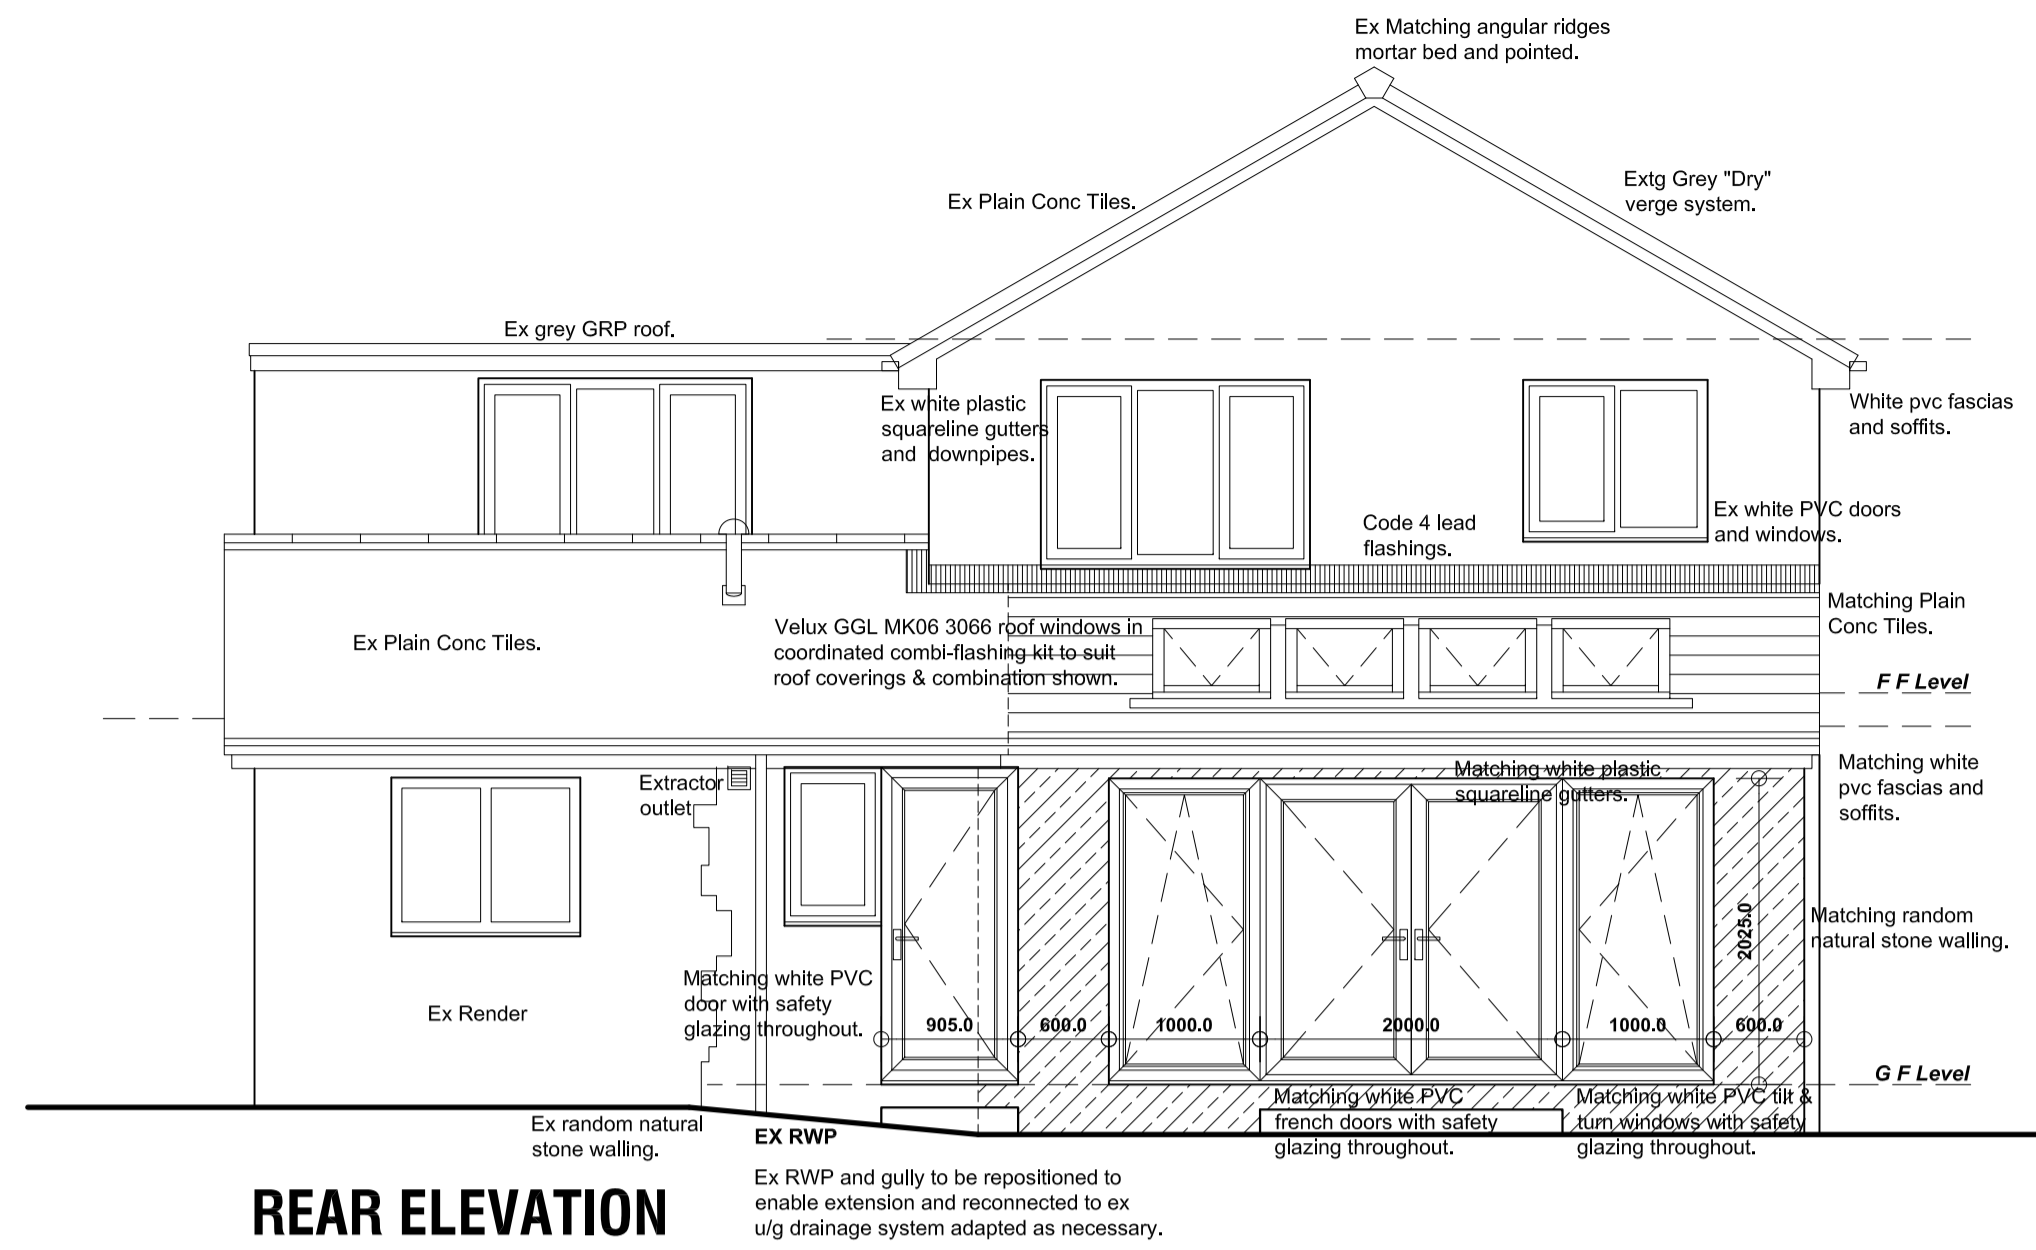 Ex Matching angular ridges
mortar bed and pointed.
Ex Plain Conc Tiles.
Extg Grey "Dry"
verge system.
Ex grey GRP roof.
Ex white plastic
squareline gutters
and downpipes.
White pvc fascias
and soffits.
Code 4 lead
flashings.
Ex white PVC doors
and windows.
Ex Plain Conc Tiles.
Velux GGL MK06 3066 roof windows in
coordinated combi-flashing kit to suit
roof coverings & combination shown.
Matching Plain
Conc Tiles.
F F Level
Extractor
outlet
Matching white plastic
squareline gutters.
Matching white
pvc fascias and
soffits.
2025.0
Matching random
natural stone walling.
Ex Render
Matching white PVC
door with safety
glazing throughout.
905.0
600.0
1000.0
2000.0
1000.0
600.0
G F Level
Ex random natural
stone walling.
EX RWP
Matching white PVC
french doors with safety
glazing throughout.
Matching white PVC tilt &
turn windows with safety
glazing throughout.
Ex RWP and gully to be repositioned to
enable extension and reconnected to ex
u/g drainage system adapted as necessary.
REAR ELEVATION